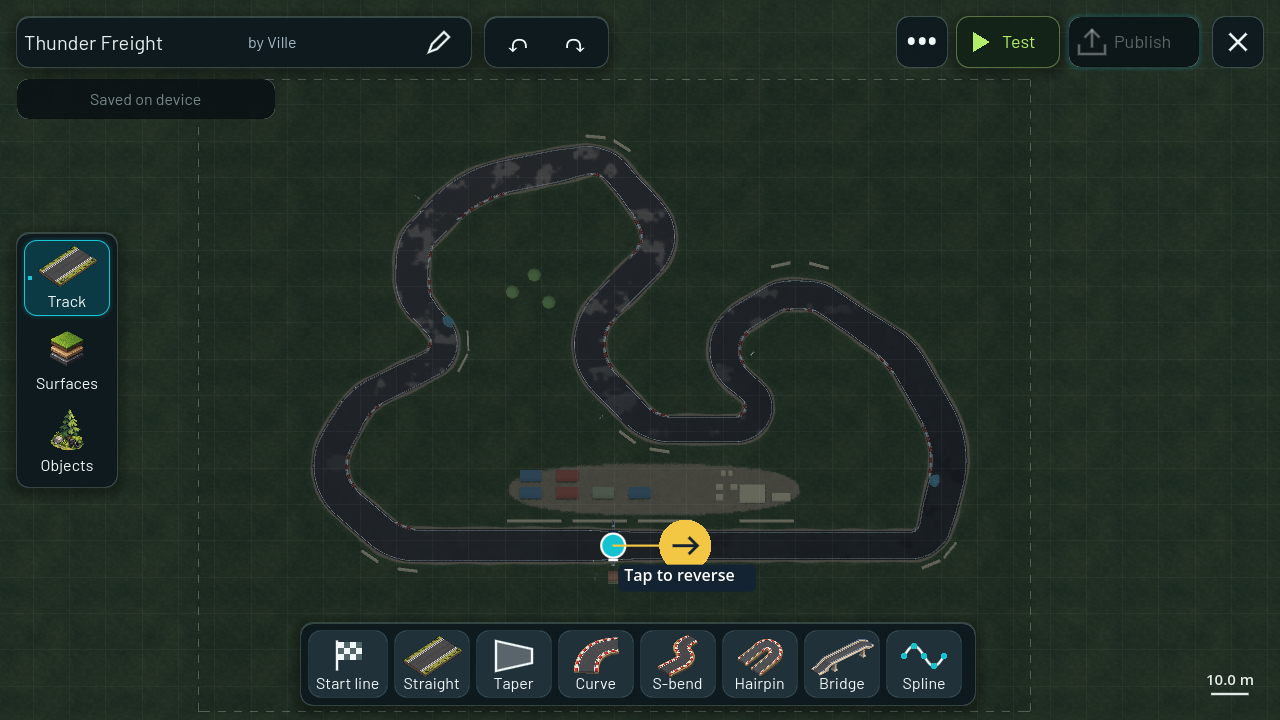 Thunder Freight
by Ville
Test
Publish
Saved on device
Track
Surfaces
Objects
Tap to reverse
Start line
Straight
Taper
Curve
S-bend
Hairpin
Bridge
Spline
10.0 m